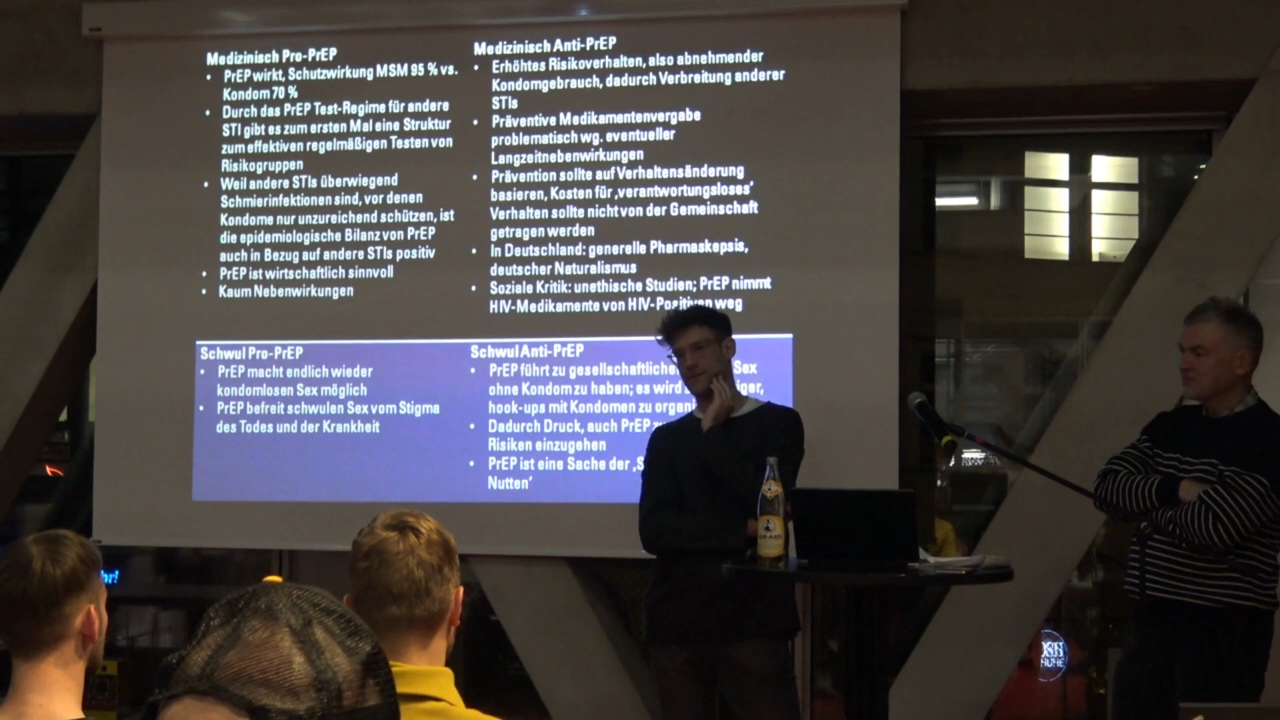 Medizinisch Pro-PrEP
• PrEP wirkt, Schutzwirkung MSM 95 % vs.
Kondom 70 %
• Durch das PrEP Test-Regime für andere
STI gibt es zum ersten Mal eine Struktur
zum effektiven regelmäßigen Testen von
Risikogruppen
• Weil andere STIs überwiegend
Schmierinfektionen sind, vor denen
Kondome nur unzureichend schützen, ist
die epidemiologische Bilanz von PrEP
auch in Bezug auf andere STIs positiv
• PrEP ist wirtschaftlich sinnvoll
• Kaum Nebenwirkungen
Medizinisch Anti-PrEP
• Erhöhtes Risikoverhalten, also abnehmender
Kondomgebrauch, dadurch Verbreitung anderer
STIs
• Präventive Medikamentenvergabe
problematisch wg. eventueller
Langzeitnebenwirkungen
• Prävention sollte auf Verhaltensänderung
basieren, Kosten für ‚verantwortungsloses'
Verhalten sollte nicht von der Gemeinschaft
getragen werden
• In Deutschland: generelle Pharmaskepsis,
deutscher Naturalismus
• Soziale Kritik: unethische Studien; PrEP nimmt
HIV-Medikamente von HIV-Positiven weg
Schwul Pro-PrEP
• PrEP macht endlich wieder
kondomlosen Sex möglich
• PrEP befreit schwulen Sex vom Stigma
des Todes und der Krankheit
Schwul Anti-PrEP
• PrEP führt zu Sex
ohne Kondom zu haben; es wird
hook-ups mit Kondomen zu
• Dadurch Druck, auch PrEP
Risiken einzugehen
• PrEP ist eine Sache der
Nutten'